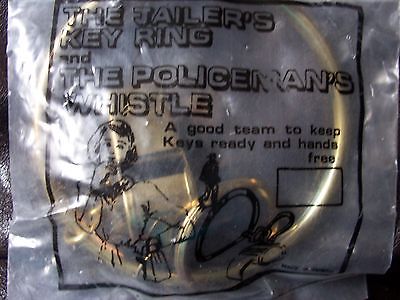 THE JAILER'S
KEY RING
and
THE POLICEMAN'S
WHISTLE
A good team to keep
Keys ready and hands
free